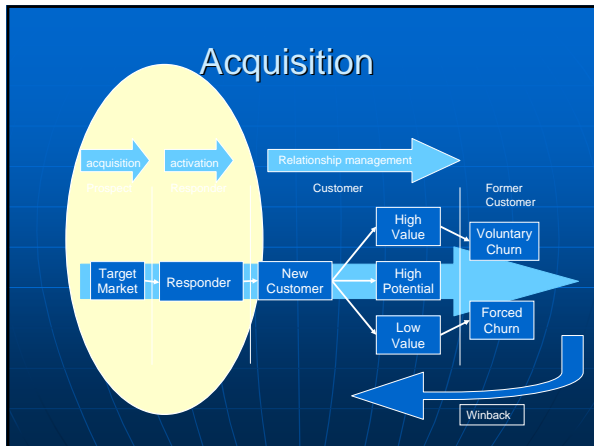 Acquisition
acquisition
activation
Relationship management
Customer
Former
Customer
High
Value
Voluntary
Churn
Target
Market
Responder
New
Customer
High
Potential
Low
Value
Forced
Churn
Winback